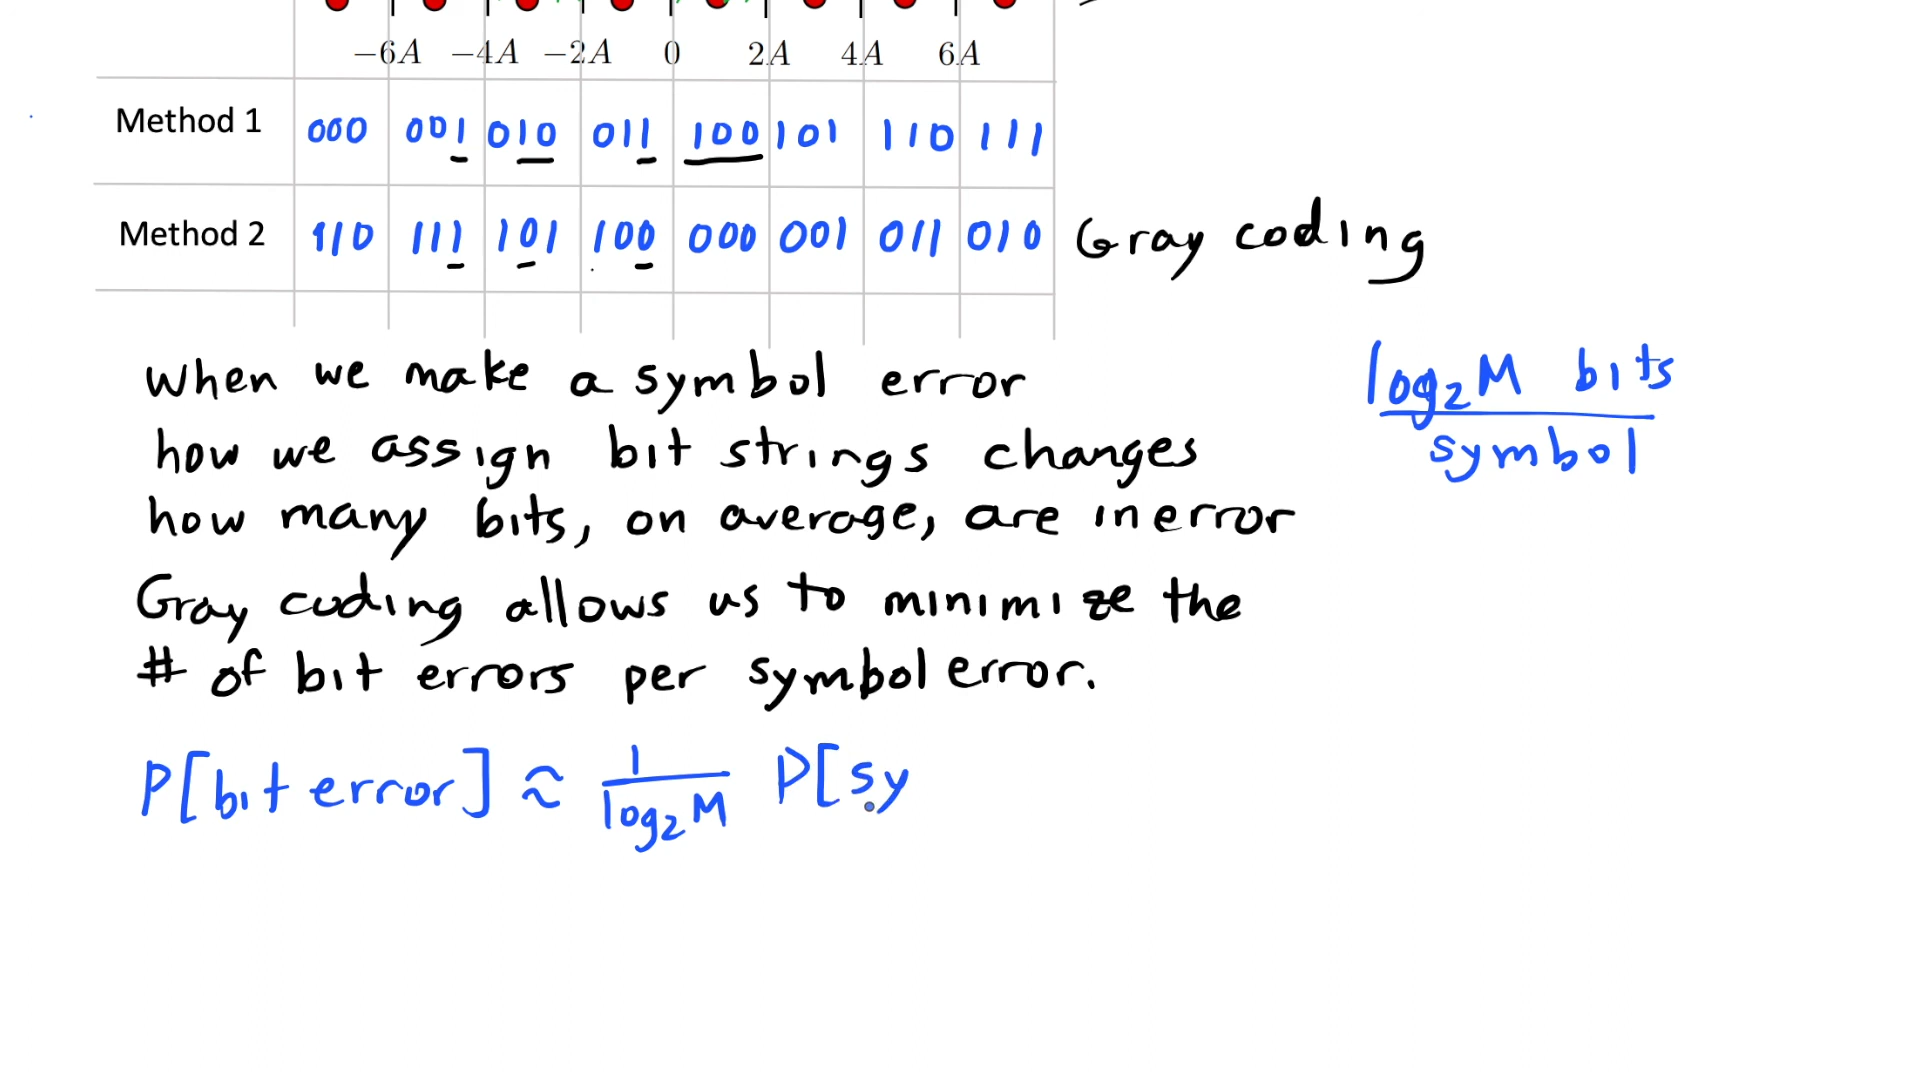 −6A −4A −2A 0 2A 4A 6A
Method 1 000 001 010 011 100 101 110 111
Method 2 110 111 101 100 000 001 011 010 Gray coding
when we make a symbol error
how we assign bit strings changes
how many bits, on average, are in error
Gray coding allows us to minimize the
# of bit errors per symbol error.
log₂M bits
symbol
P[bit error] ≈ 1/log₂M P[sy